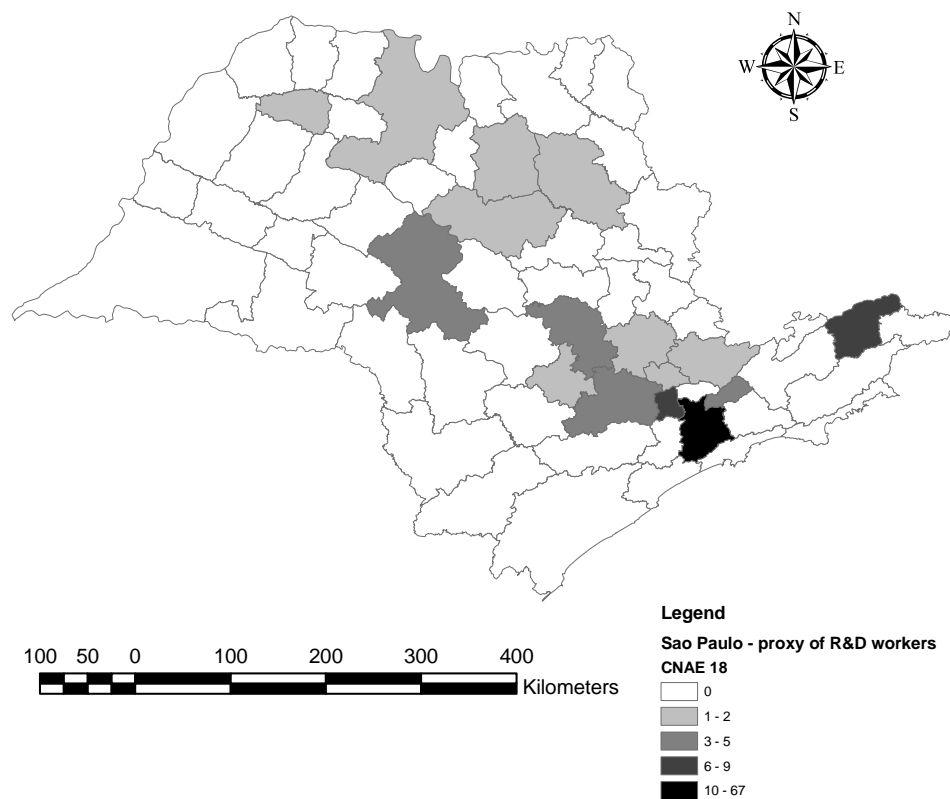 N
W E
S
Legend
Sao Paulo - proxy of R&D workers
CNAE 18
0
1 - 2
3 - 5
6 - 9
10 - 67
100 50 0 100 200 300 400
Kilometers